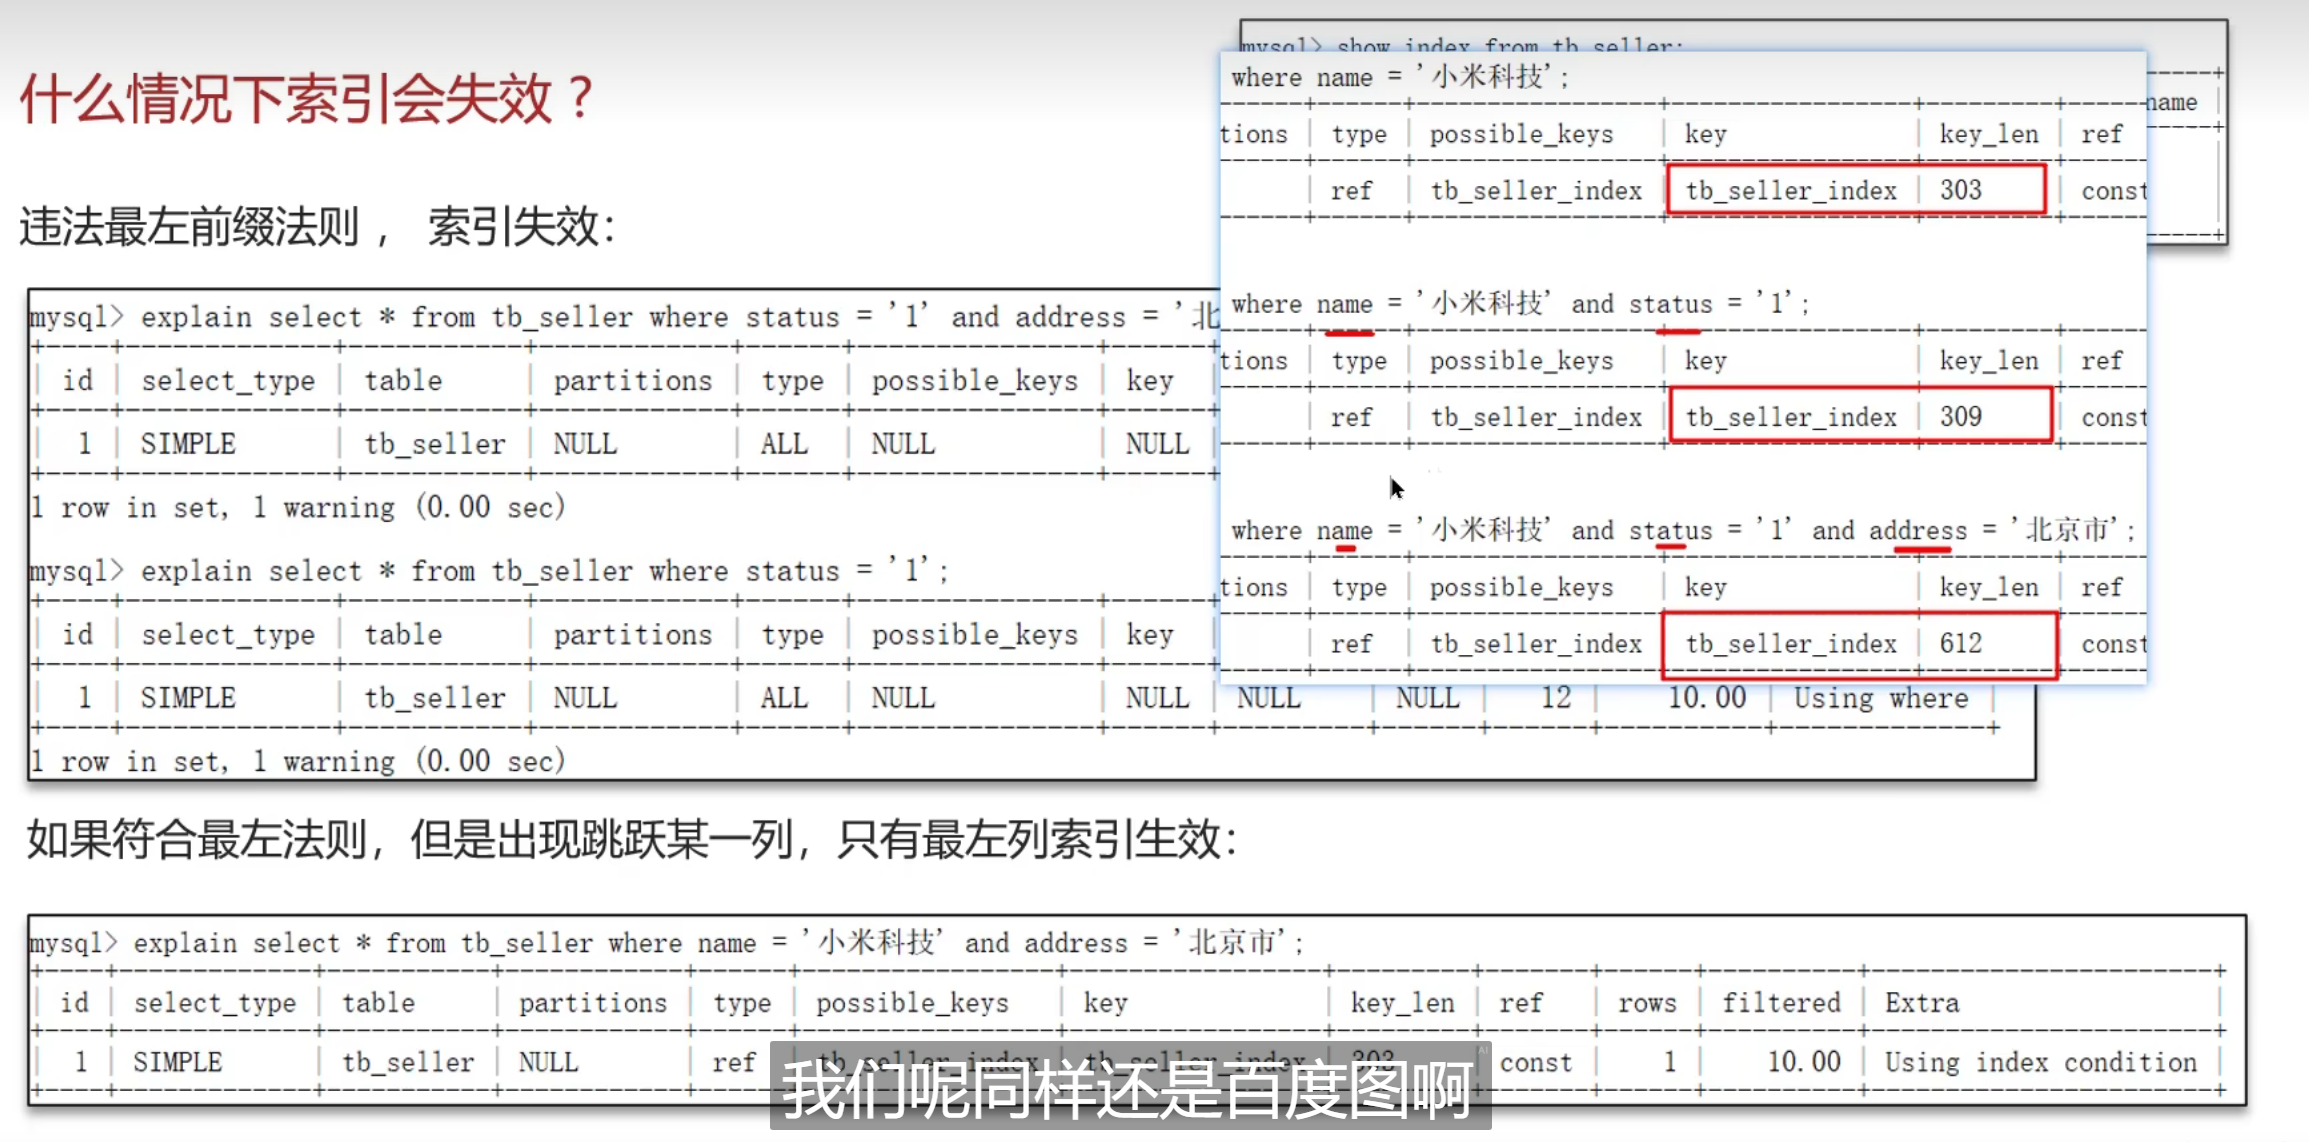 什么情况下索引会失效？
违法最左前缀法则， 索引失效：
mysql> show index from tb_seller;
name
where name = '小米科技';
tions | type | possible_keys | key | key_len | ref
| ref | tb_seller_index | tb_seller_index | 303 | const
where name = '小米科技' and status = '1';
tions | type | possible_keys | key | key_len | ref
| ref | tb_seller_index | tb_seller_index | 309 | const
where name = '小米科技' and status = '1' and address = '北京市';
tions | type | possible_keys | key | key_len | ref
| ref | tb_seller_index | tb_seller_index | 612 | const
mysql> explain select * from tb_seller where status = '1' and address = '北
| id | select_type | table | partitions | type | possible_keys | key |
| 1 | SIMPLE | tb_seller | NULL | ALL | NULL | NULL |
1 row in set, 1 warning (0.00 sec)
mysql> explain select * from tb_seller where status = '1';
| id | select_type | table | partitions | type | possible_keys | key |
| 1 | SIMPLE | tb_seller | NULL | ALL | NULL | NULL | NULL | NULL | 12 | 10.00 | Using where |
1 row in set, 1 warning (0.00 sec)
如果符合最左法则，但是出现跳跃某一列，只有最左列索引生效：
mysql> explain select * from tb_seller where name = '小米科技' and address = '北京市';
| id | select_type | table | partitions | type | possible_keys | key | key_len | ref | rows | filtered | Extra |
| 1 | SIMPLE | tb_seller | NULL | ref | tb_seller_index | tb_seller_index | 303 | const | 1 | 10.00 | Using index condition |
我们呢同样还是百度图啊